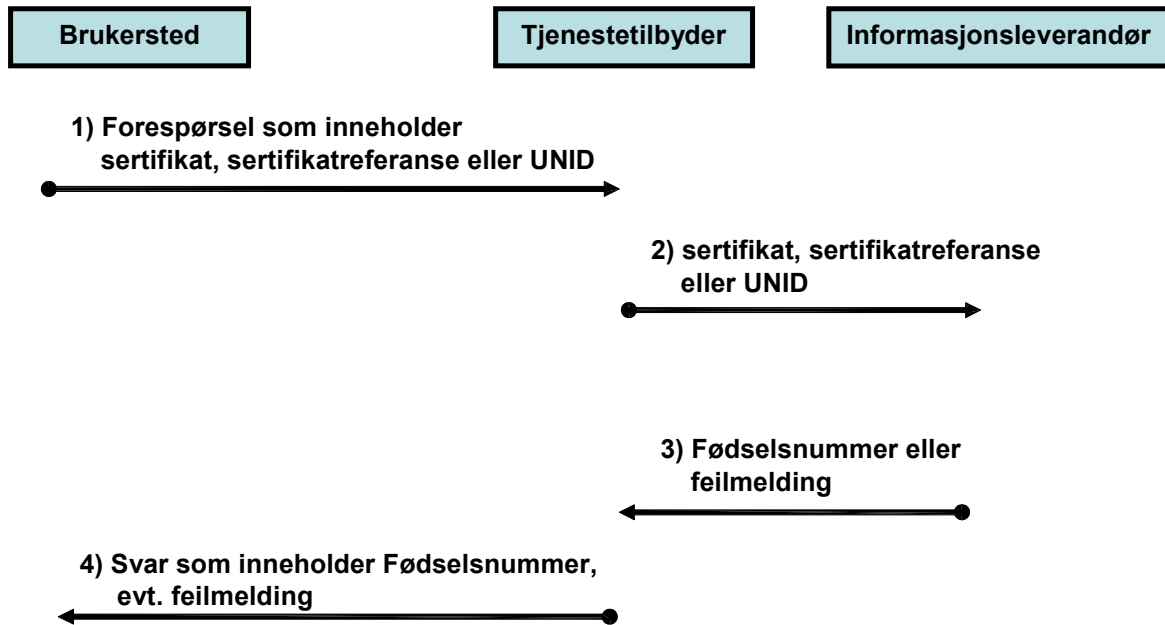 Brukersted
Tjenestetilbyder
Informasjonsleverandør
1) Forespørsel som inneholder
sertifikat, sertifikatreferanse eller UNID
2) sertifikat, sertifikatreferanse
eller UNID
3) Fødselsnummer eller
feilmelding
4) Svar som inneholder Fødselsnummer,
evt. feilmelding